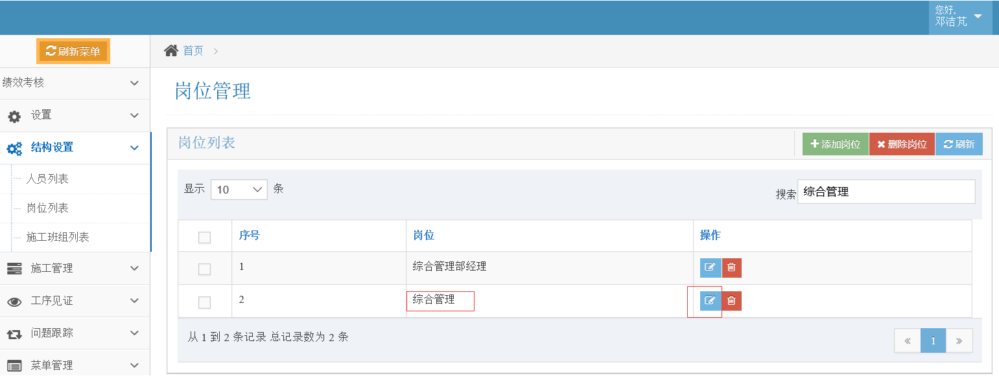 您好,
邓洁芃
刷新菜单
首页
绩效考核
设置
结构设置
人员列表
岗位列表
施工班组列表
施工管理
工序见证
问题跟踪
菜单管理
岗位管理
岗位列表
添加岗位 删除岗位 刷新
显示 10 条
搜索 综合管理
序号 岗位 操作
1 综合管理部经理
2 综合管理
从 1 到 2 条记录 总记录数为 2 条
« 1 »